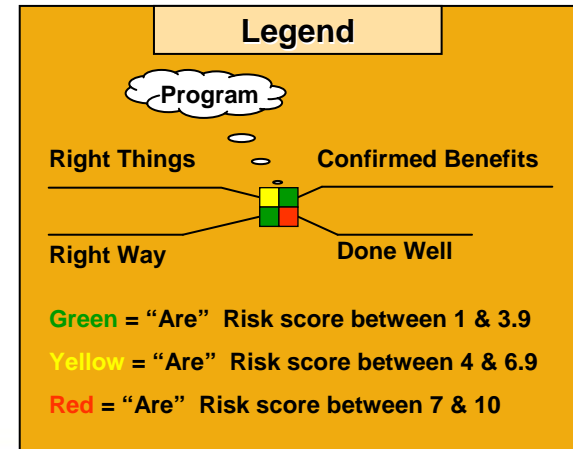 Legend
Program
Right Things
Confirmed Benefits
Right Way
Done Well
Green = “Are” Risk score between 1 & 3.9
Yellow = “Are” Risk score between 4 & 6.9
Red = “Are” Risk score between 7 & 10